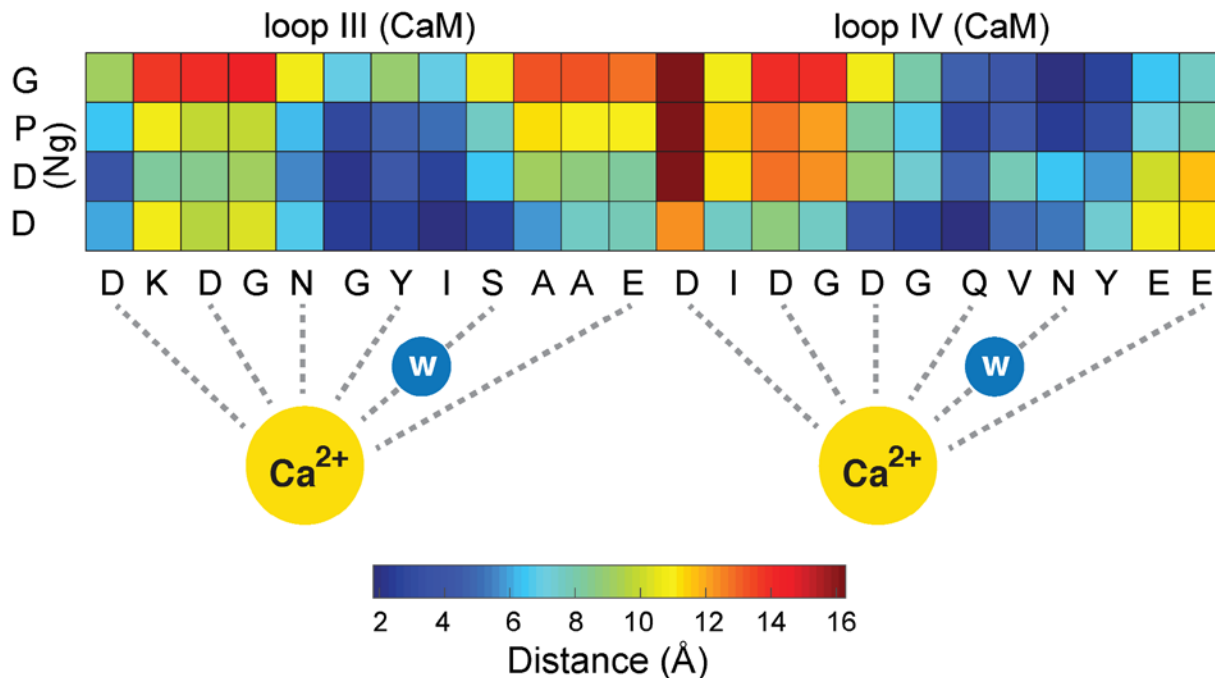 loop III (CaM) loop IV (CaM)
G
P
D
D
(Ng)
D K D G N G Y I S A A E D I D G D G Q V N Y E E
w w
Ca2+ Ca2+
2 4 6 8 10 12 14 16
Distance (Å)